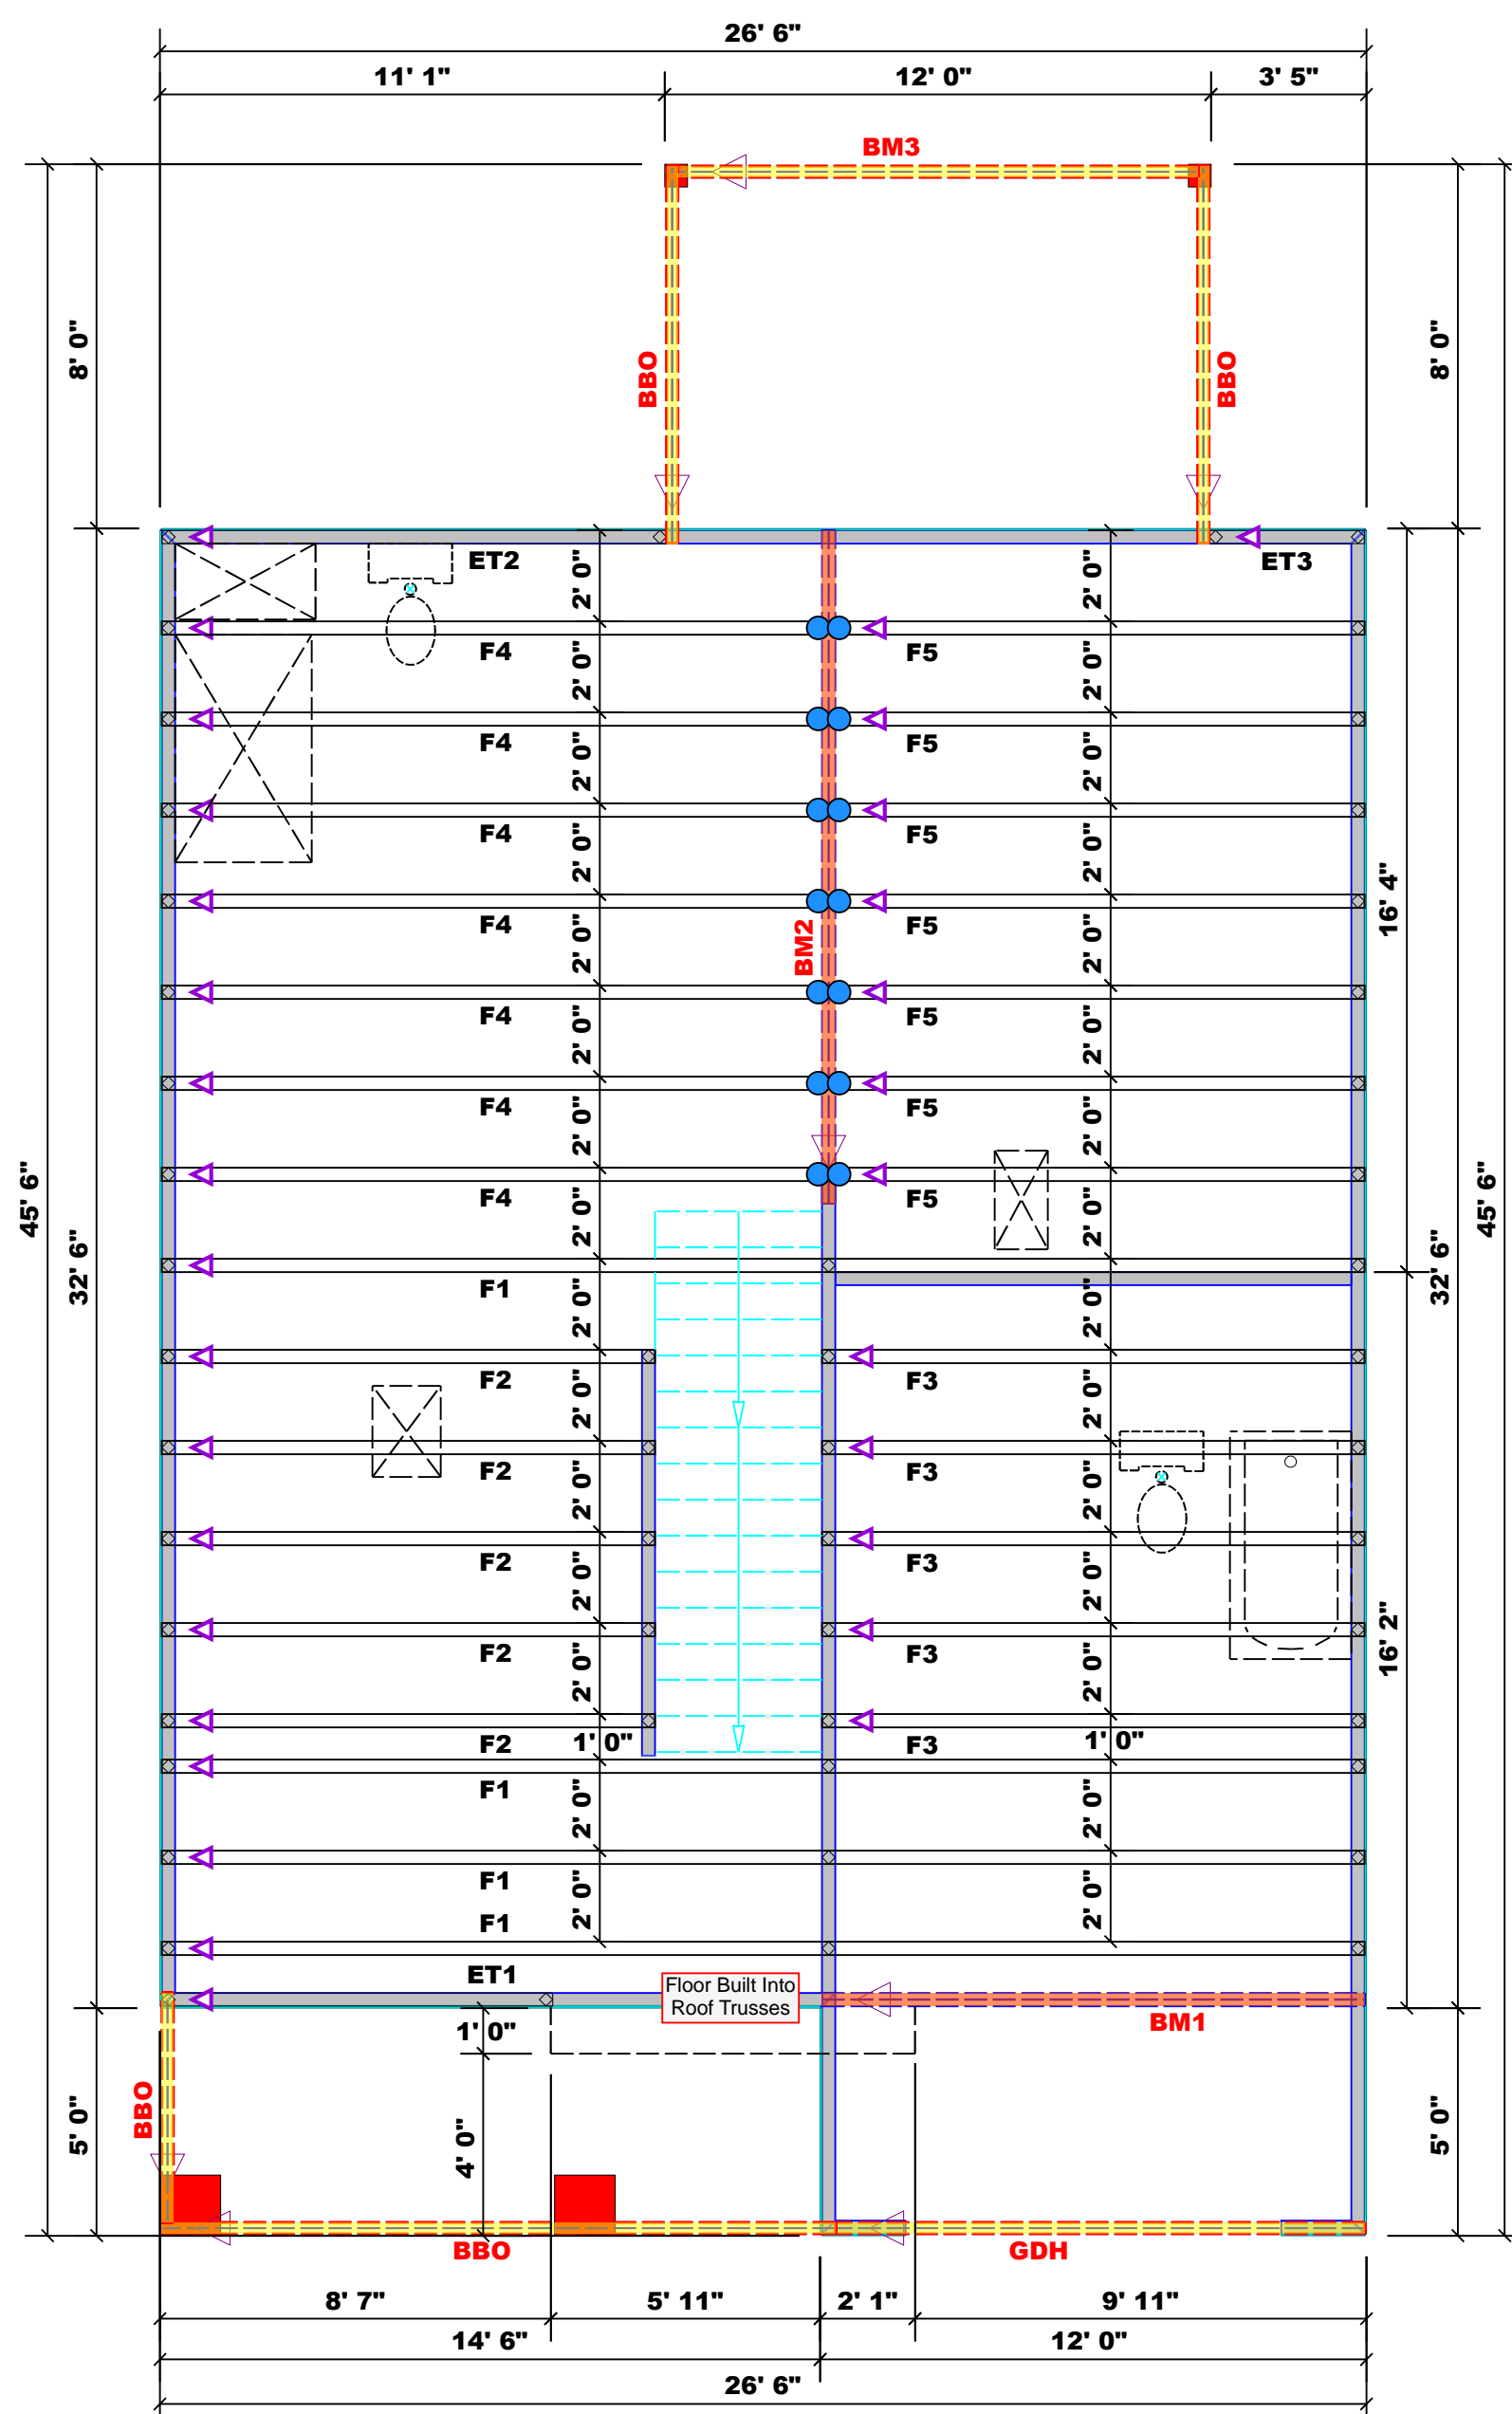 26' 6"
11' 1"
12' 0"
3' 5"
BM3
8' 0"
BBO
BBO
8' 0"
ET2
2' 0"
2' 0"
ET3
F4
2' 0"
F5
2' 0"
F4
2' 0"
F5
2' 0"
F4
2' 0"
F5
2' 0"
16' 4"
F4
BM2
2' 0"
F5
2' 0"
F4
2' 0"
F5
2' 0"
F4
2' 0"
F5
2' 0"
45' 6"
F4
2' 0"
F5
2' 0"
45' 6"
32' 6"
F1
2' 0"
2' 0"
32' 6"
F2
2' 0"
F3
2' 0"
F2
2' 0"
F3
2' 0"
F2
2' 0"
F3
2' 0"
16' 2"
F2
2' 0"
F3
2' 0"
F2
1' 0"
F3
1' 0"
F1
2' 0"
2' 0"
F1
2' 0"
2' 0"
F1
ET1
Floor Built Into
Roof Trusses
BM1
1' 0"
BBO
5' 0"
4' 0"
5' 0"
BBO
GDH
8' 7"
5' 11"
2' 1"
9' 11"
14' 6"
12' 0"
26' 6"